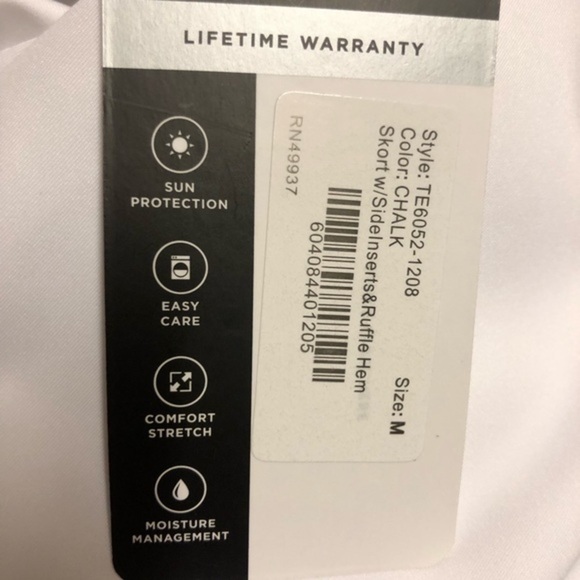 LIFETIME WARRANTY
SUN
PROTECTION
EASY
CARE
COMFORT
STRETCH
MOISTURE
MANAGEMENT
Style: TE6052-1208
Color: CHALK
Size: M
Skort w/SideInserts&Ruffle Hem
604084401205
RN49937